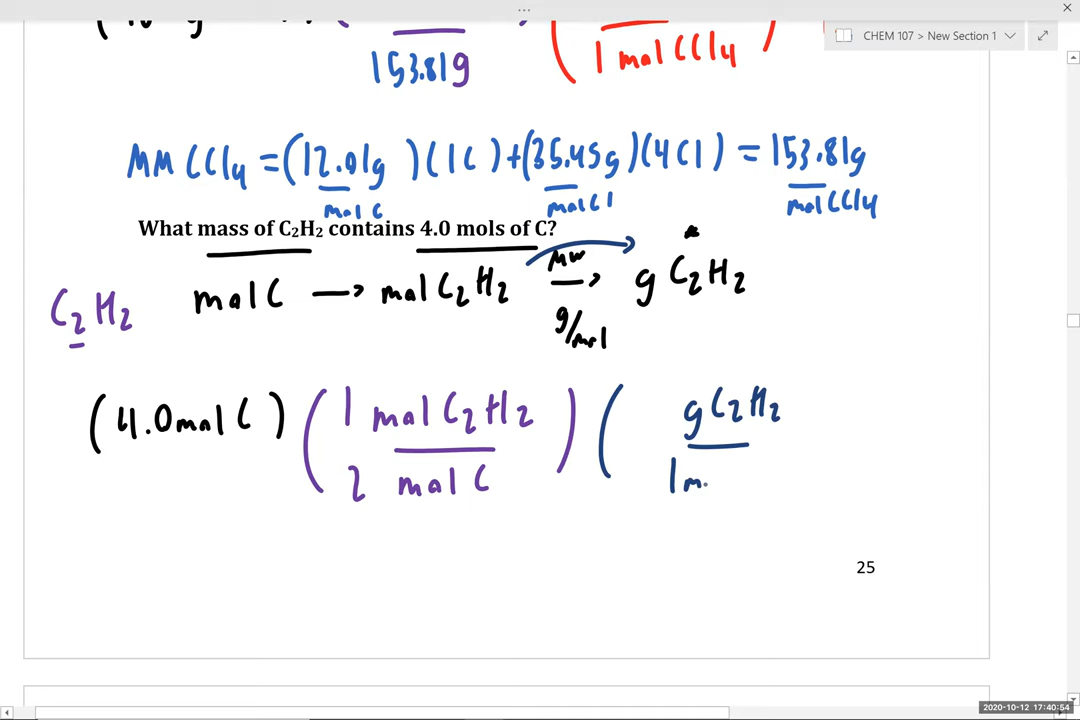 CHEM 107 > New Section 1
153.81g
1 mol CCl4
MM CCl4 = (12.01g / mol C)(1C) + (35.45g / mol Cl)(4Cl) = 153.81g / mol CCl4
What mass of C₂H₂ contains 4.0 mols of C?
C2H2 mol C → mol C2H2 MW → g/mol g C2H2
(4.0 mol C) (1 mol C2H2 / 2 mol C) ( g C2H2 / 1 m
25
2020-10-12 17:40:54